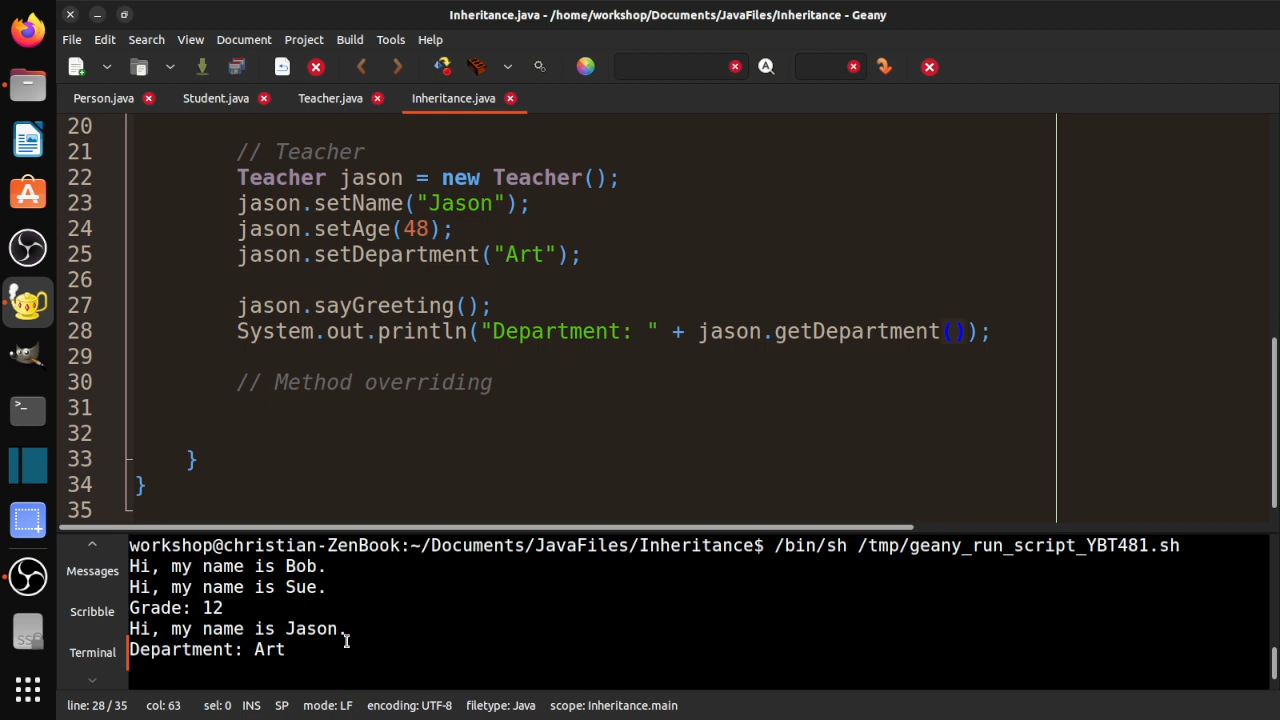 Inheritance.java - /home/workshop/Documents/JavaFiles/Inheritance - Geany
File Edit Search View Document Project Build Tools Help
Person.java Student.java Teacher.java Inheritance.java
20
21 // Teacher
22 Teacher jason = new Teacher();
23 jason.setName("Jason");
24 jason.setAge(48);
25 jason.setDepartment("Art");
26
27 jason.sayGreeting();
28 System.out.println("Department: " + jason.getDepartment());
29
30 // Method overriding
31
32
33 }
34 }
35
workshop@christian-ZenBook:~/Documents/JavaFiles/Inheritance$ /bin/sh /tmp/geany_run_script_YBT481.sh
Messages
Hi, my name is Bob.
Hi, my name is Sue.
Scribble
Grade: 12
Hi, my name is Jason.
Terminal
Department: Art
line: 28 / 35 col: 63 sel: 0 INS SP mode: LF encoding: UTF-8 filetype: Java scope: Inheritance.main